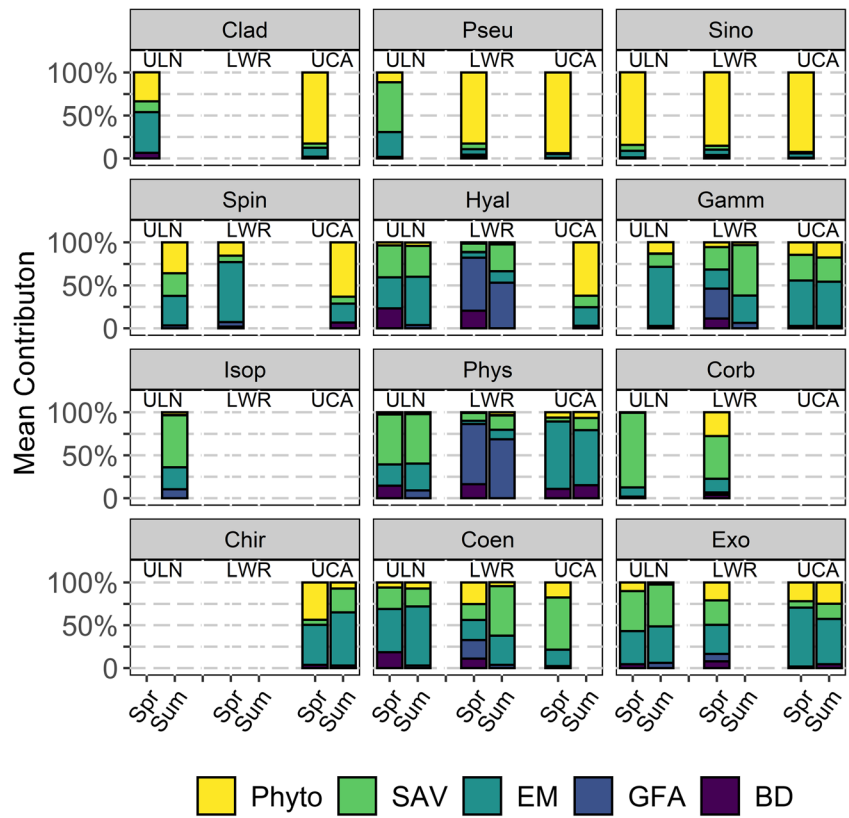 Clad Pseu Sino
ULN LWR UCA ULN LWR UCA ULN LWR UCA
100%
50%
0
Spin Hyal Gamm
ULN LWR UCA ULN LWR UCA ULN LWR UCA
100%
50%
0
Isop Phys Corb
ULN LWR UCA ULN LWR UCA ULN LWR UCA
100%
50%
0
Chir Coen Exo
ULN LWR UCA ULN LWR UCA ULN LWR UCA
100%
50%
0
Mean Contributon
Spr Sum Spr Sum Spr Sum Spr Sum Spr Sum Spr Sum Spr Sum Spr Sum Spr Sum
Phyto SAV EM GFA BD